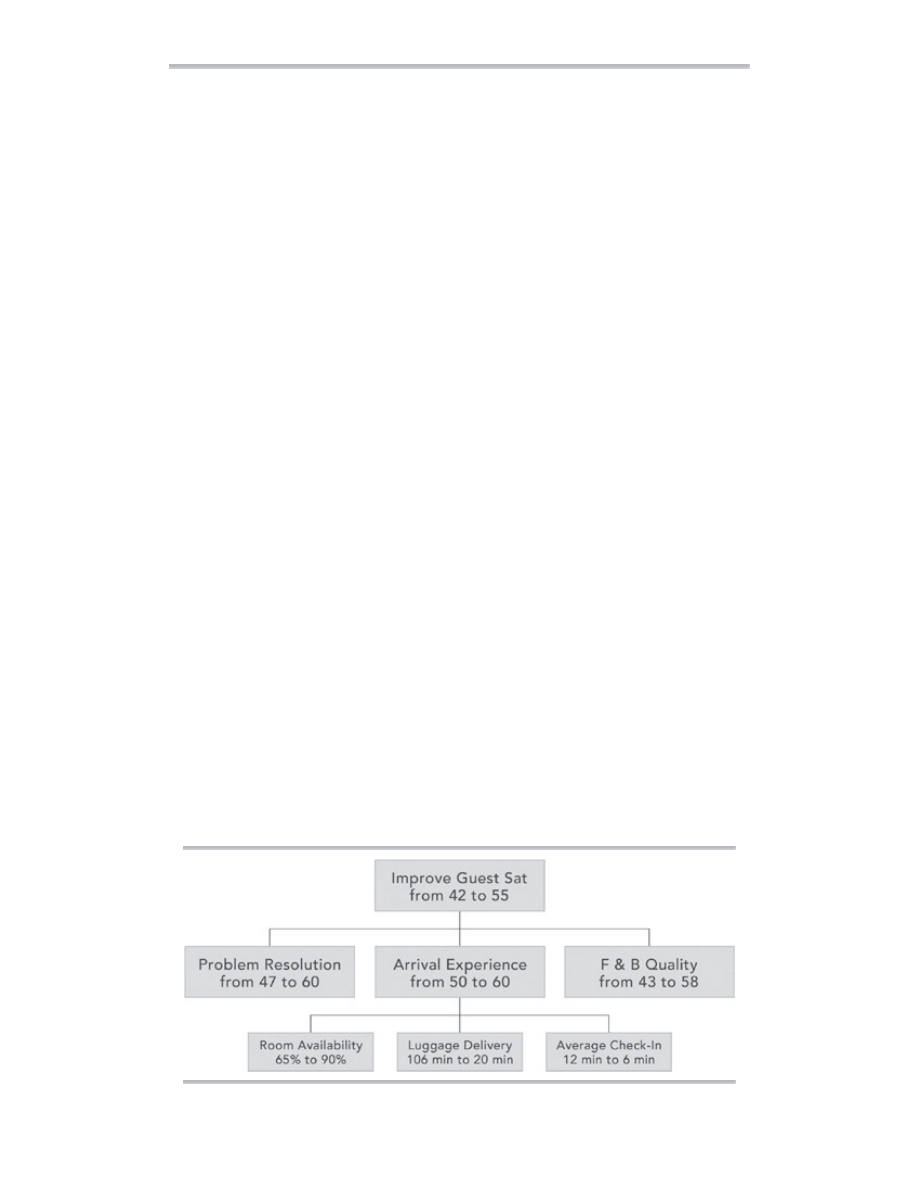 Improve Guest Sat
from 42 to 55
Problem Resolution
from 47 to 60
Arrival Experience
from 50 to 60
F & B Quality
from 43 to 58
Room Availability
65% to 90%
Luggage Delivery
106 min to 20 min
Average Check-In
12 min to 6 min